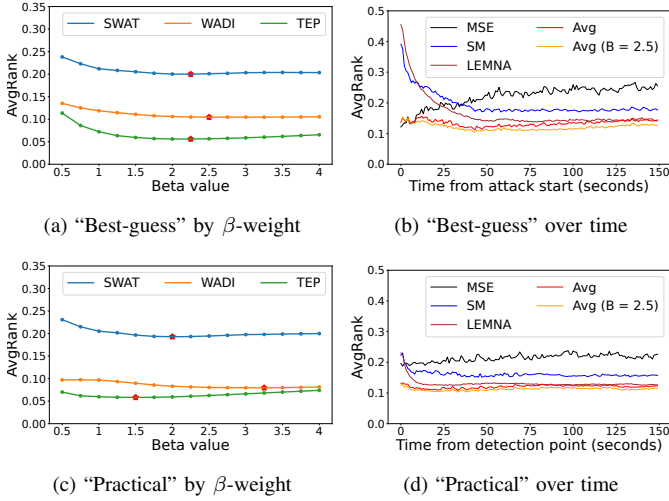 SWAT WADI TEP
0.35
0.30
0.25
0.20
0.15
0.10
0.05
0.00
AvgRank
0.5 1 1.5 2 2.5 3 3.5 4
Beta value
(a) “Best-guess” by β-weight
MSE Avg
SM Avg (B = 2.5)
LEMNA
0.5
0.4
0.3
0.2
0.1
0.0
AvgRank
0 25 50 75 100 125 150
Time from attack start (seconds)
(b) “Best-guess” over time
SWAT WADI TEP
0.35
0.30
0.25
0.20
0.15
0.10
0.05
0.00
AvgRank
0.5 1 1.5 2 2.5 3 3.5 4
Beta value
(c) “Practical” by β-weight
MSE Avg
SM Avg (B = 2.5)
LEMNA
0.5
0.4
0.3
0.2
0.1
0.0
AvgRank
0 25 50 75 100 125 150
Time from detection point (seconds)
(d) “Practical” over time